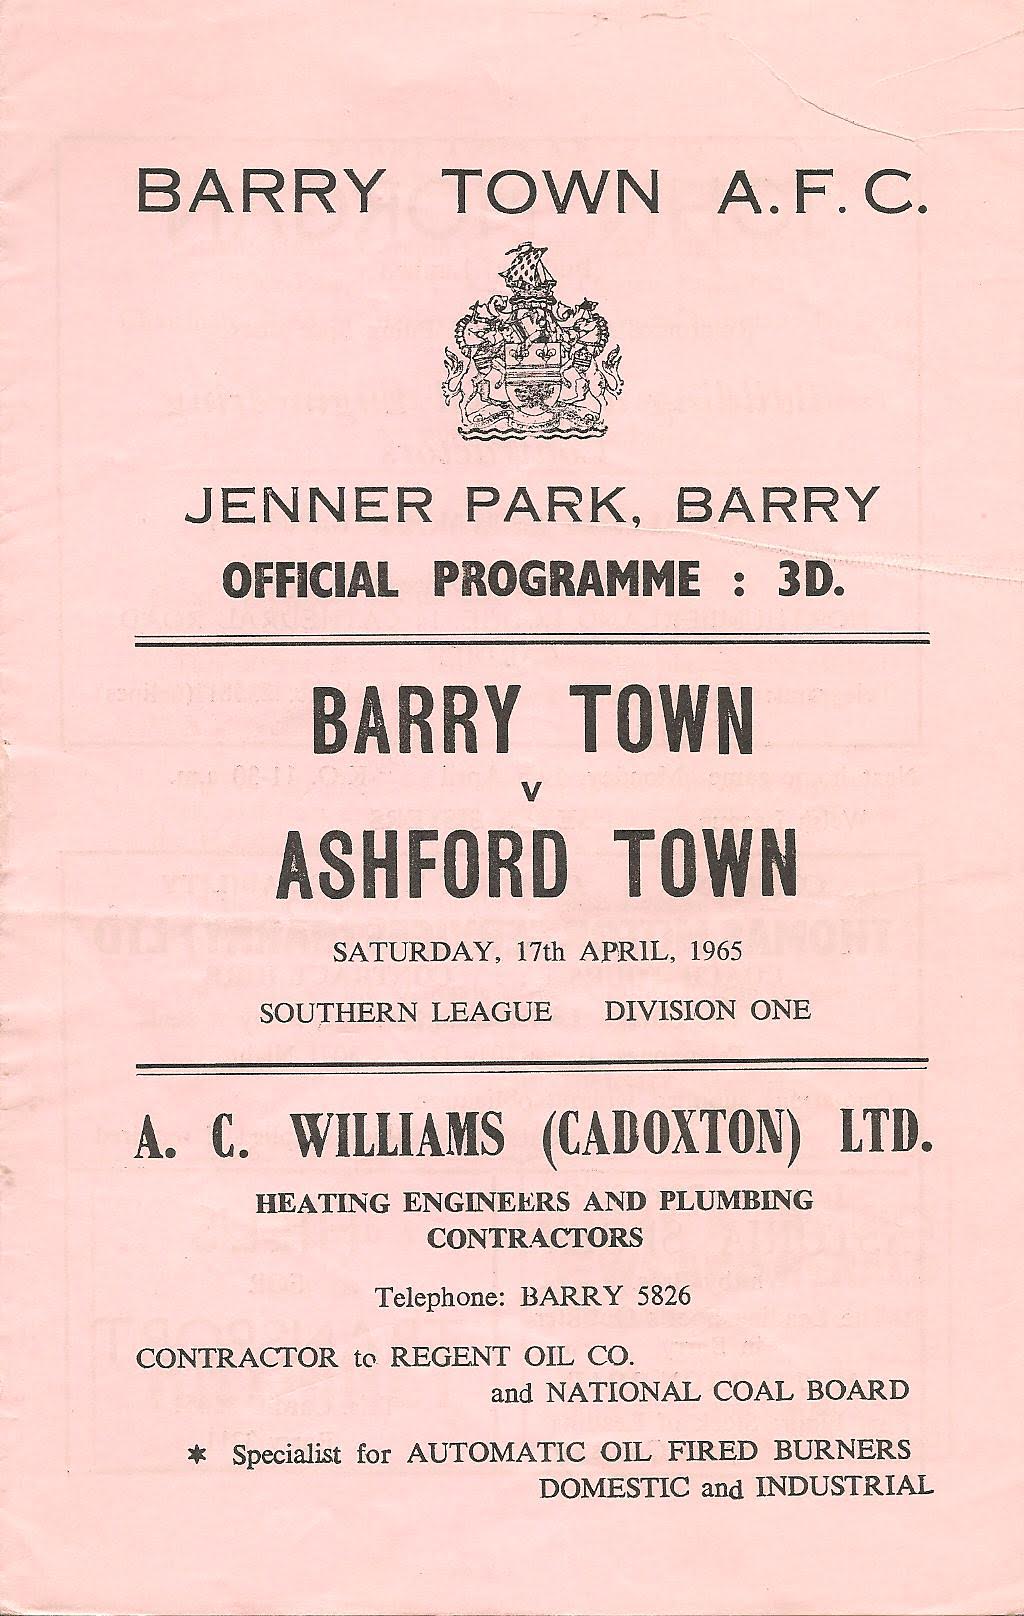 BARRY TOWN A.F.C.
JENNER PARK, BARRY
OFFICIAL PROGRAMME : 3D.
BARRY TOWN
v
ASHFORD TOWN
SATURDAY, 17th APRIL, 1965
SOUTHERN LEAGUE DIVISION ONE
A. C. WILLIAMS (CADOXTON) LTD.
HEATING ENGINEERS AND PLUMBING
CONTRACTORS
Telephone: BARRY 5826
CONTRACTOR to REGENT OIL CO.
and NATIONAL COAL BOARD
* Specialist for AUTOMATIC OIL FIRED BURNERS
DOMESTIC and INDUSTRIAL